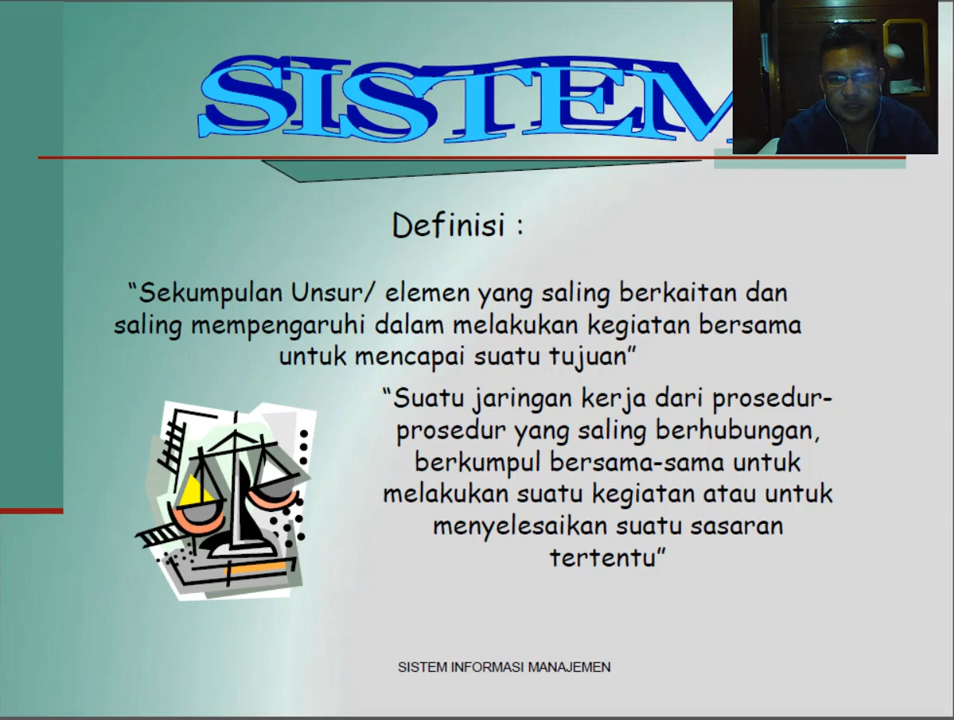 SISTEM
Definisi :
“Sekumpulan Unsur/ elemen yang saling berkaitan dan
saling mempengaruhi dalam melakukan kegiatan bersama
untuk mencapai suatu tujuan”
“Suatu jaringan kerja dari prosedur-
prosedur yang saling berhubungan,
berkumpul bersama-sama untuk
melakukan suatu kegiatan atau untuk
menyelesaikan suatu sasaran
tertentu”
SISTEM INFORMASI MANAJEMEN